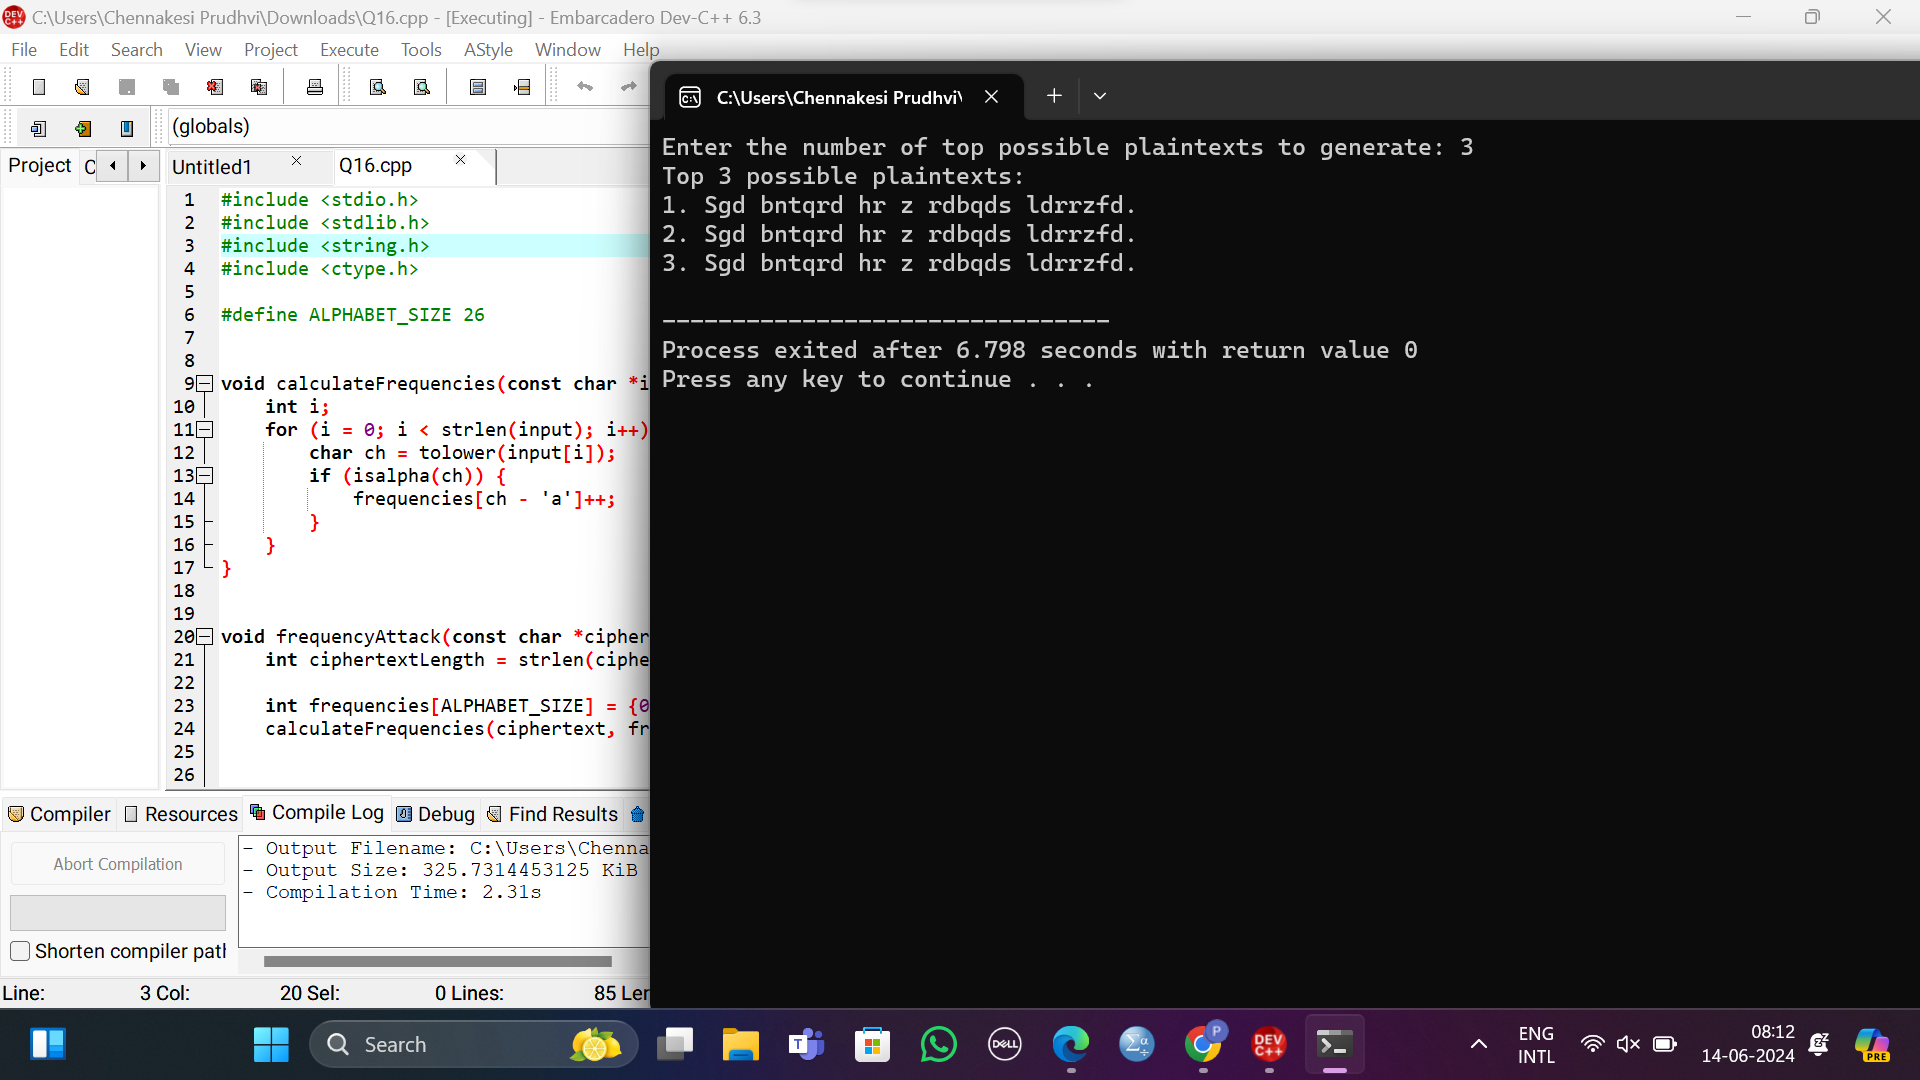 C:\Users\Chennakesi Prudhvi\Downloads\Q16.cpp - [Executing] - Embarcadero Dev-C++ 6.3
File Edit Search View Project Execute Tools AStyle Window Help
(globals)
Project C
Untitled1 Q16.cpp
1 #include <stdio.h>
2 #include <stdlib.h>
3 #include <string.h>
4 #include <ctype.h>
5
6 #define ALPHABET_SIZE 26
7
8
9 void calculateFrequencies(const char *i
10 int i;
11 for (i = 0; i < strlen(input); i++)
12 char ch = tolower(input[i]);
13 if (isalpha(ch)) {
14 frequencies[ch - 'a']++;
15 }
16 }
17 }
18
19
20 void frequencyAttack(const char *cipher
21 int ciphertextLength = strlen(ciphe
22
23 int frequencies[ALPHABET_SIZE] = {0
24 calculateFrequencies(ciphertext, fr
25
26
Compiler Resources Compile Log Debug Find Results
Abort Compilation
Shorten compiler path
- Output Filename: C:\Users\Chenna
- Output Size: 325.7314453125 KiB
- Compilation Time: 2.31s
Line: 3 Col: 20 Sel: 0 Lines: 85 Len
C:\Users\Chennakesi Prudhvi\
Enter the number of top possible plaintexts to generate: 3
Top 3 possible plaintexts:
1. Sgd bntqrd hr z rdbqds ldrrzfd.
2. Sgd bntqrd hr z rdbqds ldrrzfd.
3. Sgd bntqrd hr z rdbqds ldrrzfd.
--------------------------------
Process exited after 6.798 seconds with return value 0
Press any key to continue . . .
Search
DELL
P
DEV C++
ENG
INTL
08:12
14-06-2024
PRE